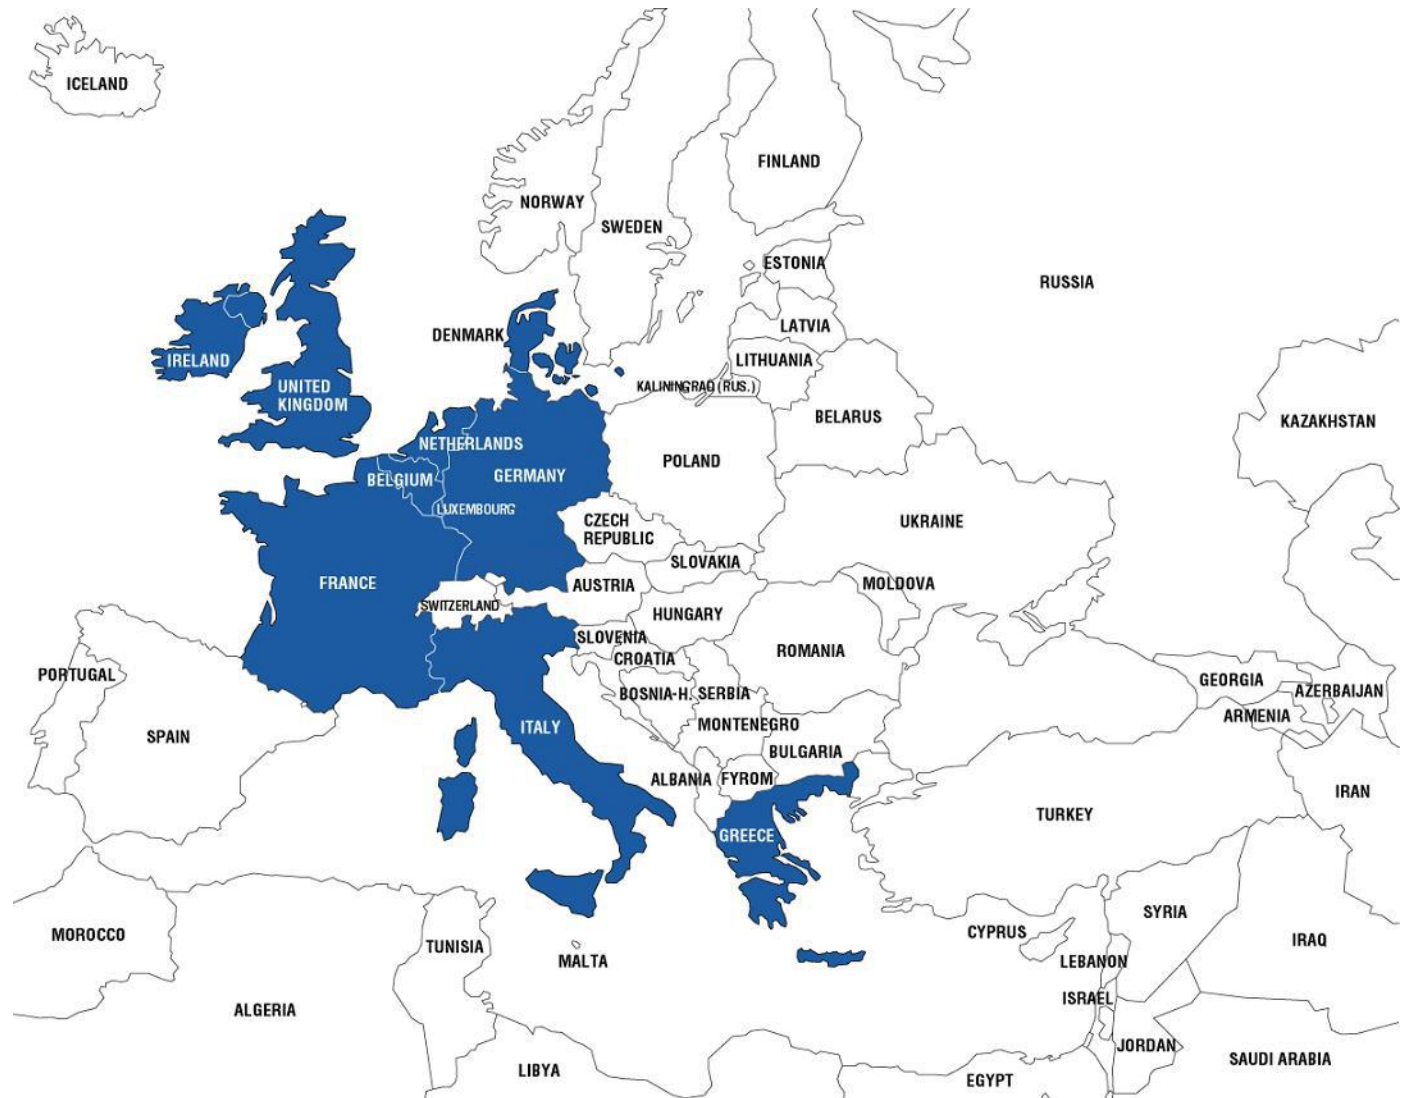 ICELAND
FINLAND
NORWAY
SWEDEN
ESTONIA
RUSSIA
LATVIA
DENMARK
LITHUANIA
IRELAND
UNITED
KINGDOM
KALININGRAD (RUS.)
BELARUS
KAZAKHSTAN
NETHERLANDS
POLAND
BELGIUM
GERMANY
LUXEMBOURG
CZECH
REPUBLIC
UKRAINE
SLOVAKIA
FRANCE
AUSTRIA
MOLDOVA
SWITZERLAND
HUNGARY
SLOVENIA
ROMANIA
CROATIA
PORTUGAL
GEORGIA
BOSNIA-H.
SERBIA
AZERBAIJAN
ARMENIA
ITALY
MONTENEGRO
SPAIN
BULGARIA
ALBANIA
FYROM
IRAN
TURKEY
GREECE
SYRIA
MOROCCO
CYPRUS
IRAQ
TUNISIA
MALTA
LEBANON
ISRAEL
ALGERIA
JORDAN
SAUDI ARABIA
LIBYA
EGYPT